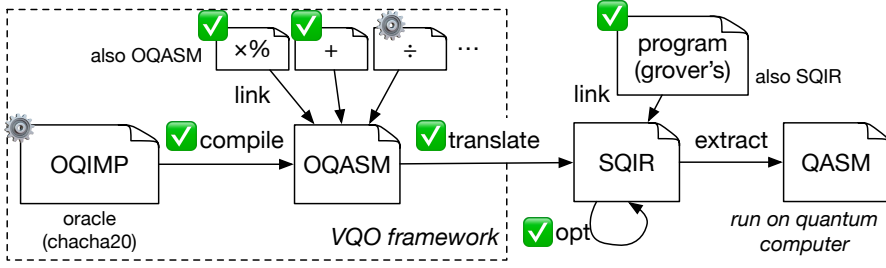 also OQASM
×%
+
÷
...
link
program
(grover's)
also SQIR
link
OQIMP
compile
OQASM
translate
SQIR
extract
QASM
oracle
(chacha20)
VQO framework
opt
run on quantum
computer